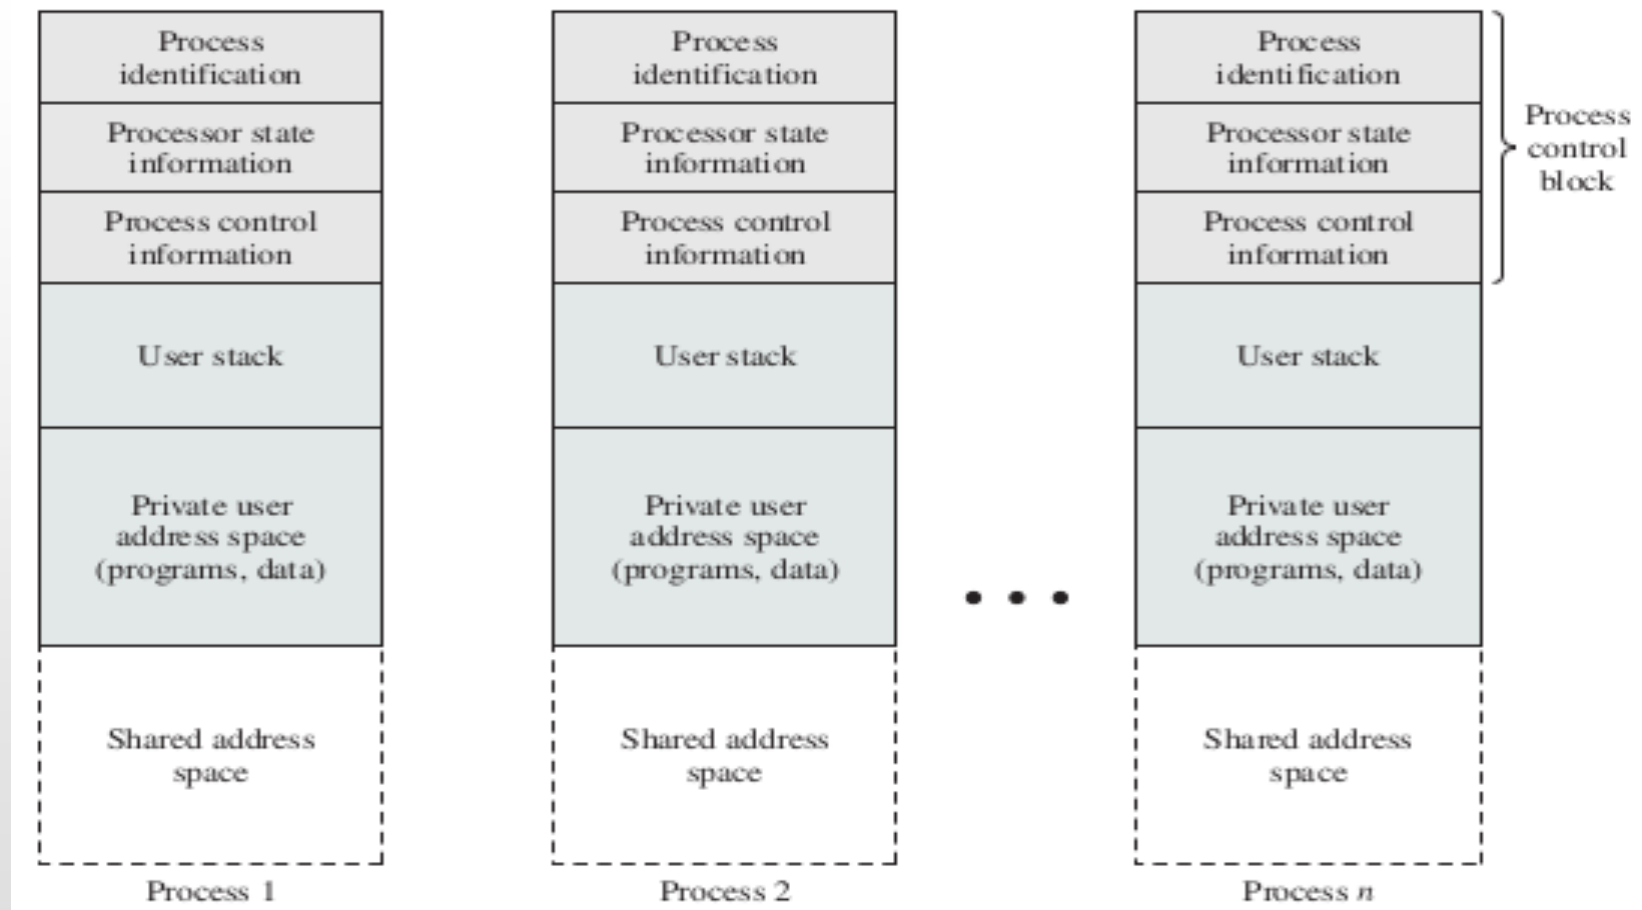 Process
identification
Processor state
information
Process control
information
User stack
Private user
address space
(programs, data)
Shared address
space
Process 1
Process
identification
Processor state
information
Process control
information
User stack
Private user
address space
(programs, data)
Shared address
space
Process 2
Process
identification
Processor state
information
Process control
information
User stack
Private user
address space
(programs, data)
Shared address
space
Process n
Process
control
block